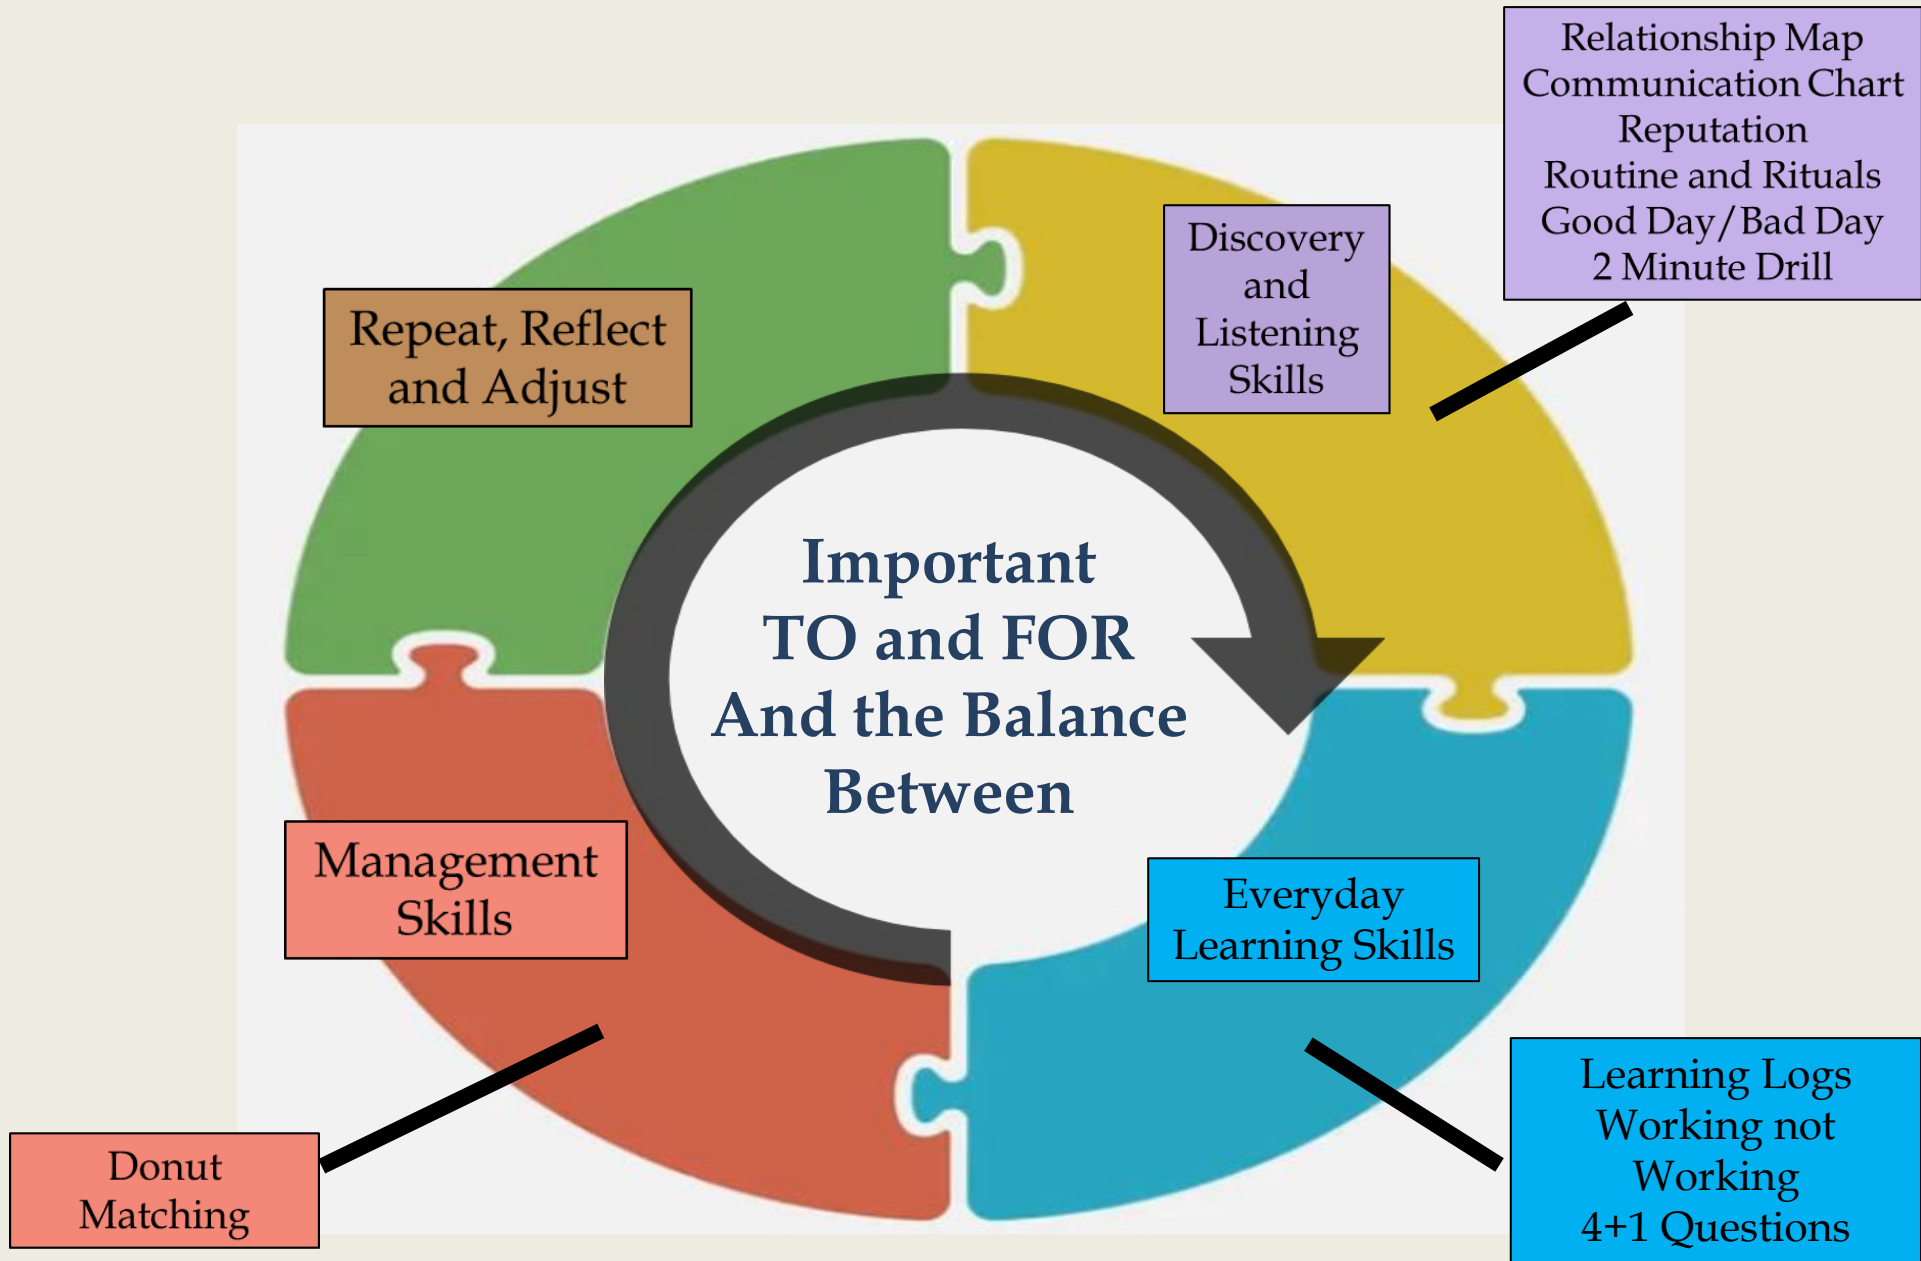 Relationship Map
Communication Chart
Reputation
Routine and Rituals
Good Day/Bad Day
2 Minute Drill
Discovery
and
Listening
Skills
Repeat, Reflect
and Adjust
Important
TO and FOR
And the Balance
Between
Management
Skills
Everyday
Learning Skills
Donut
Matching
Learning Logs
Working not
Working
4+1 Questions